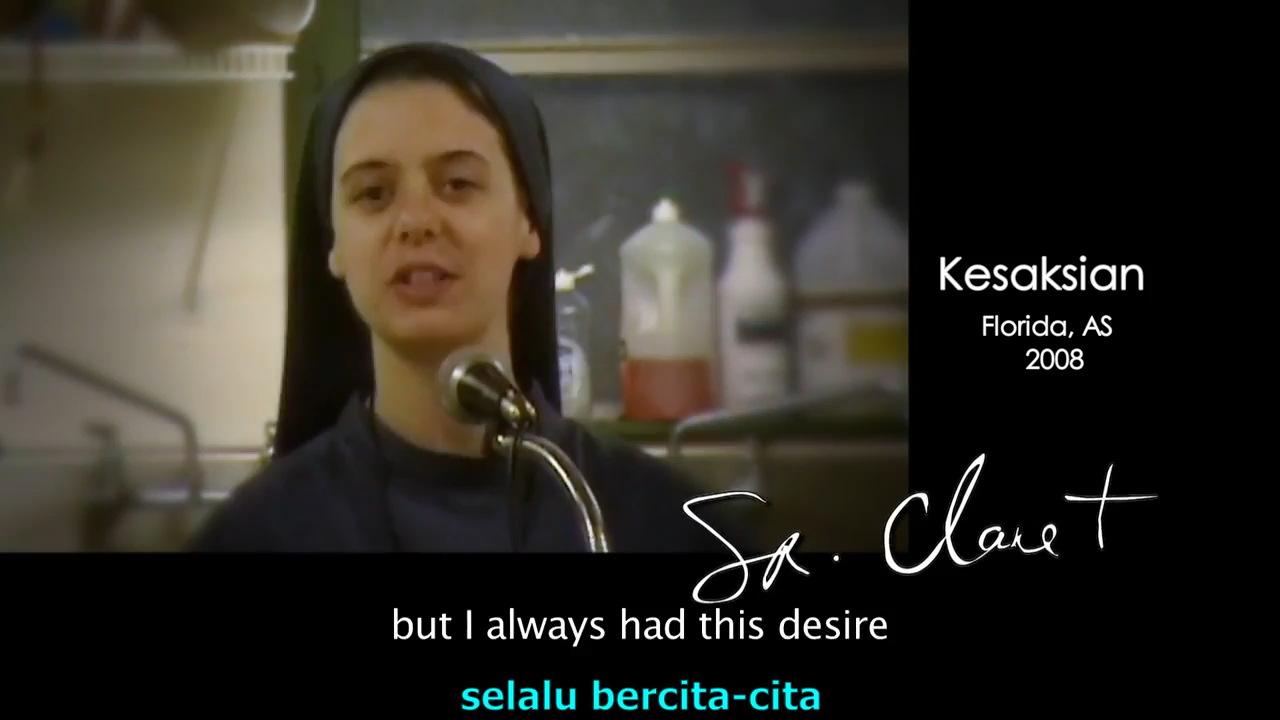 Kesaksian
Florida, AS
2008
Sr. Clare +
but I always had this desire
selalu bercita-cita